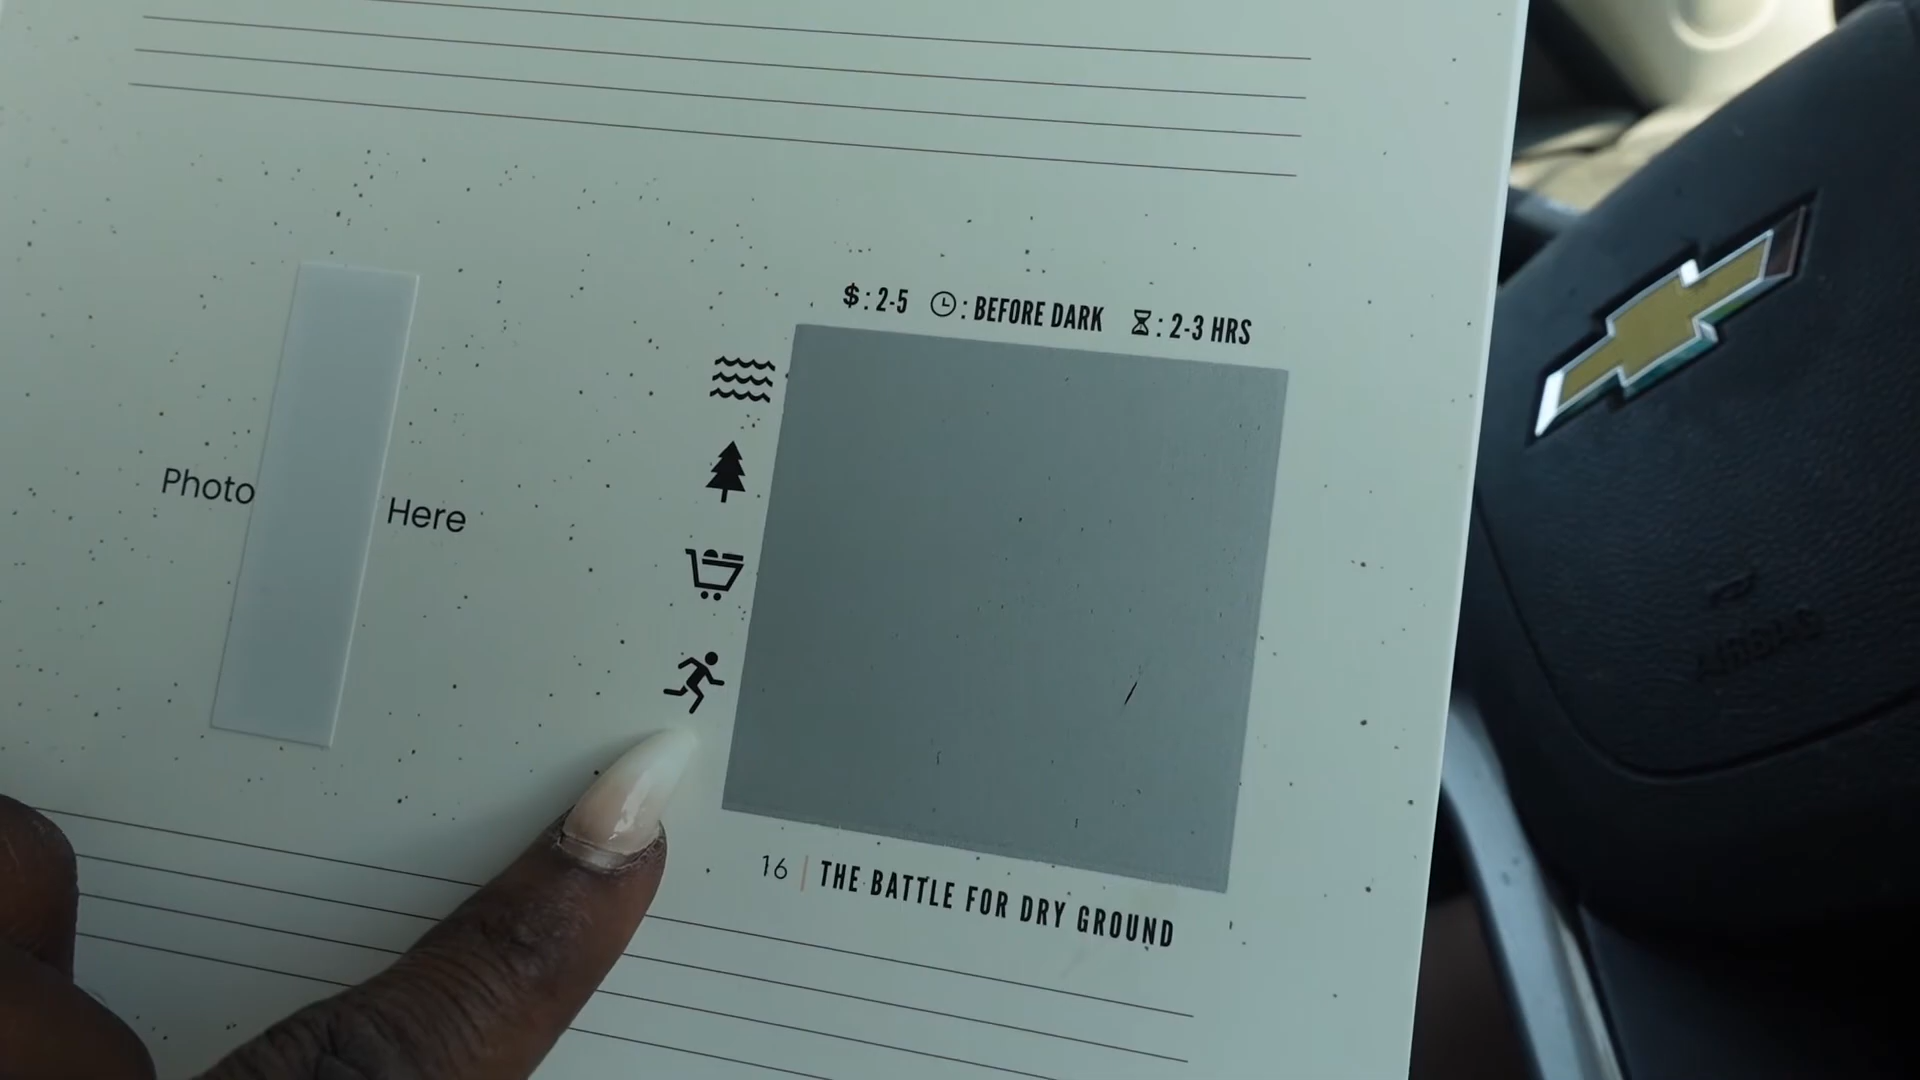 $: 2-5 : BEFORE DARK : 2-3 HRS
Photo Here
16 | THE BATTLE FOR DRY GROUND